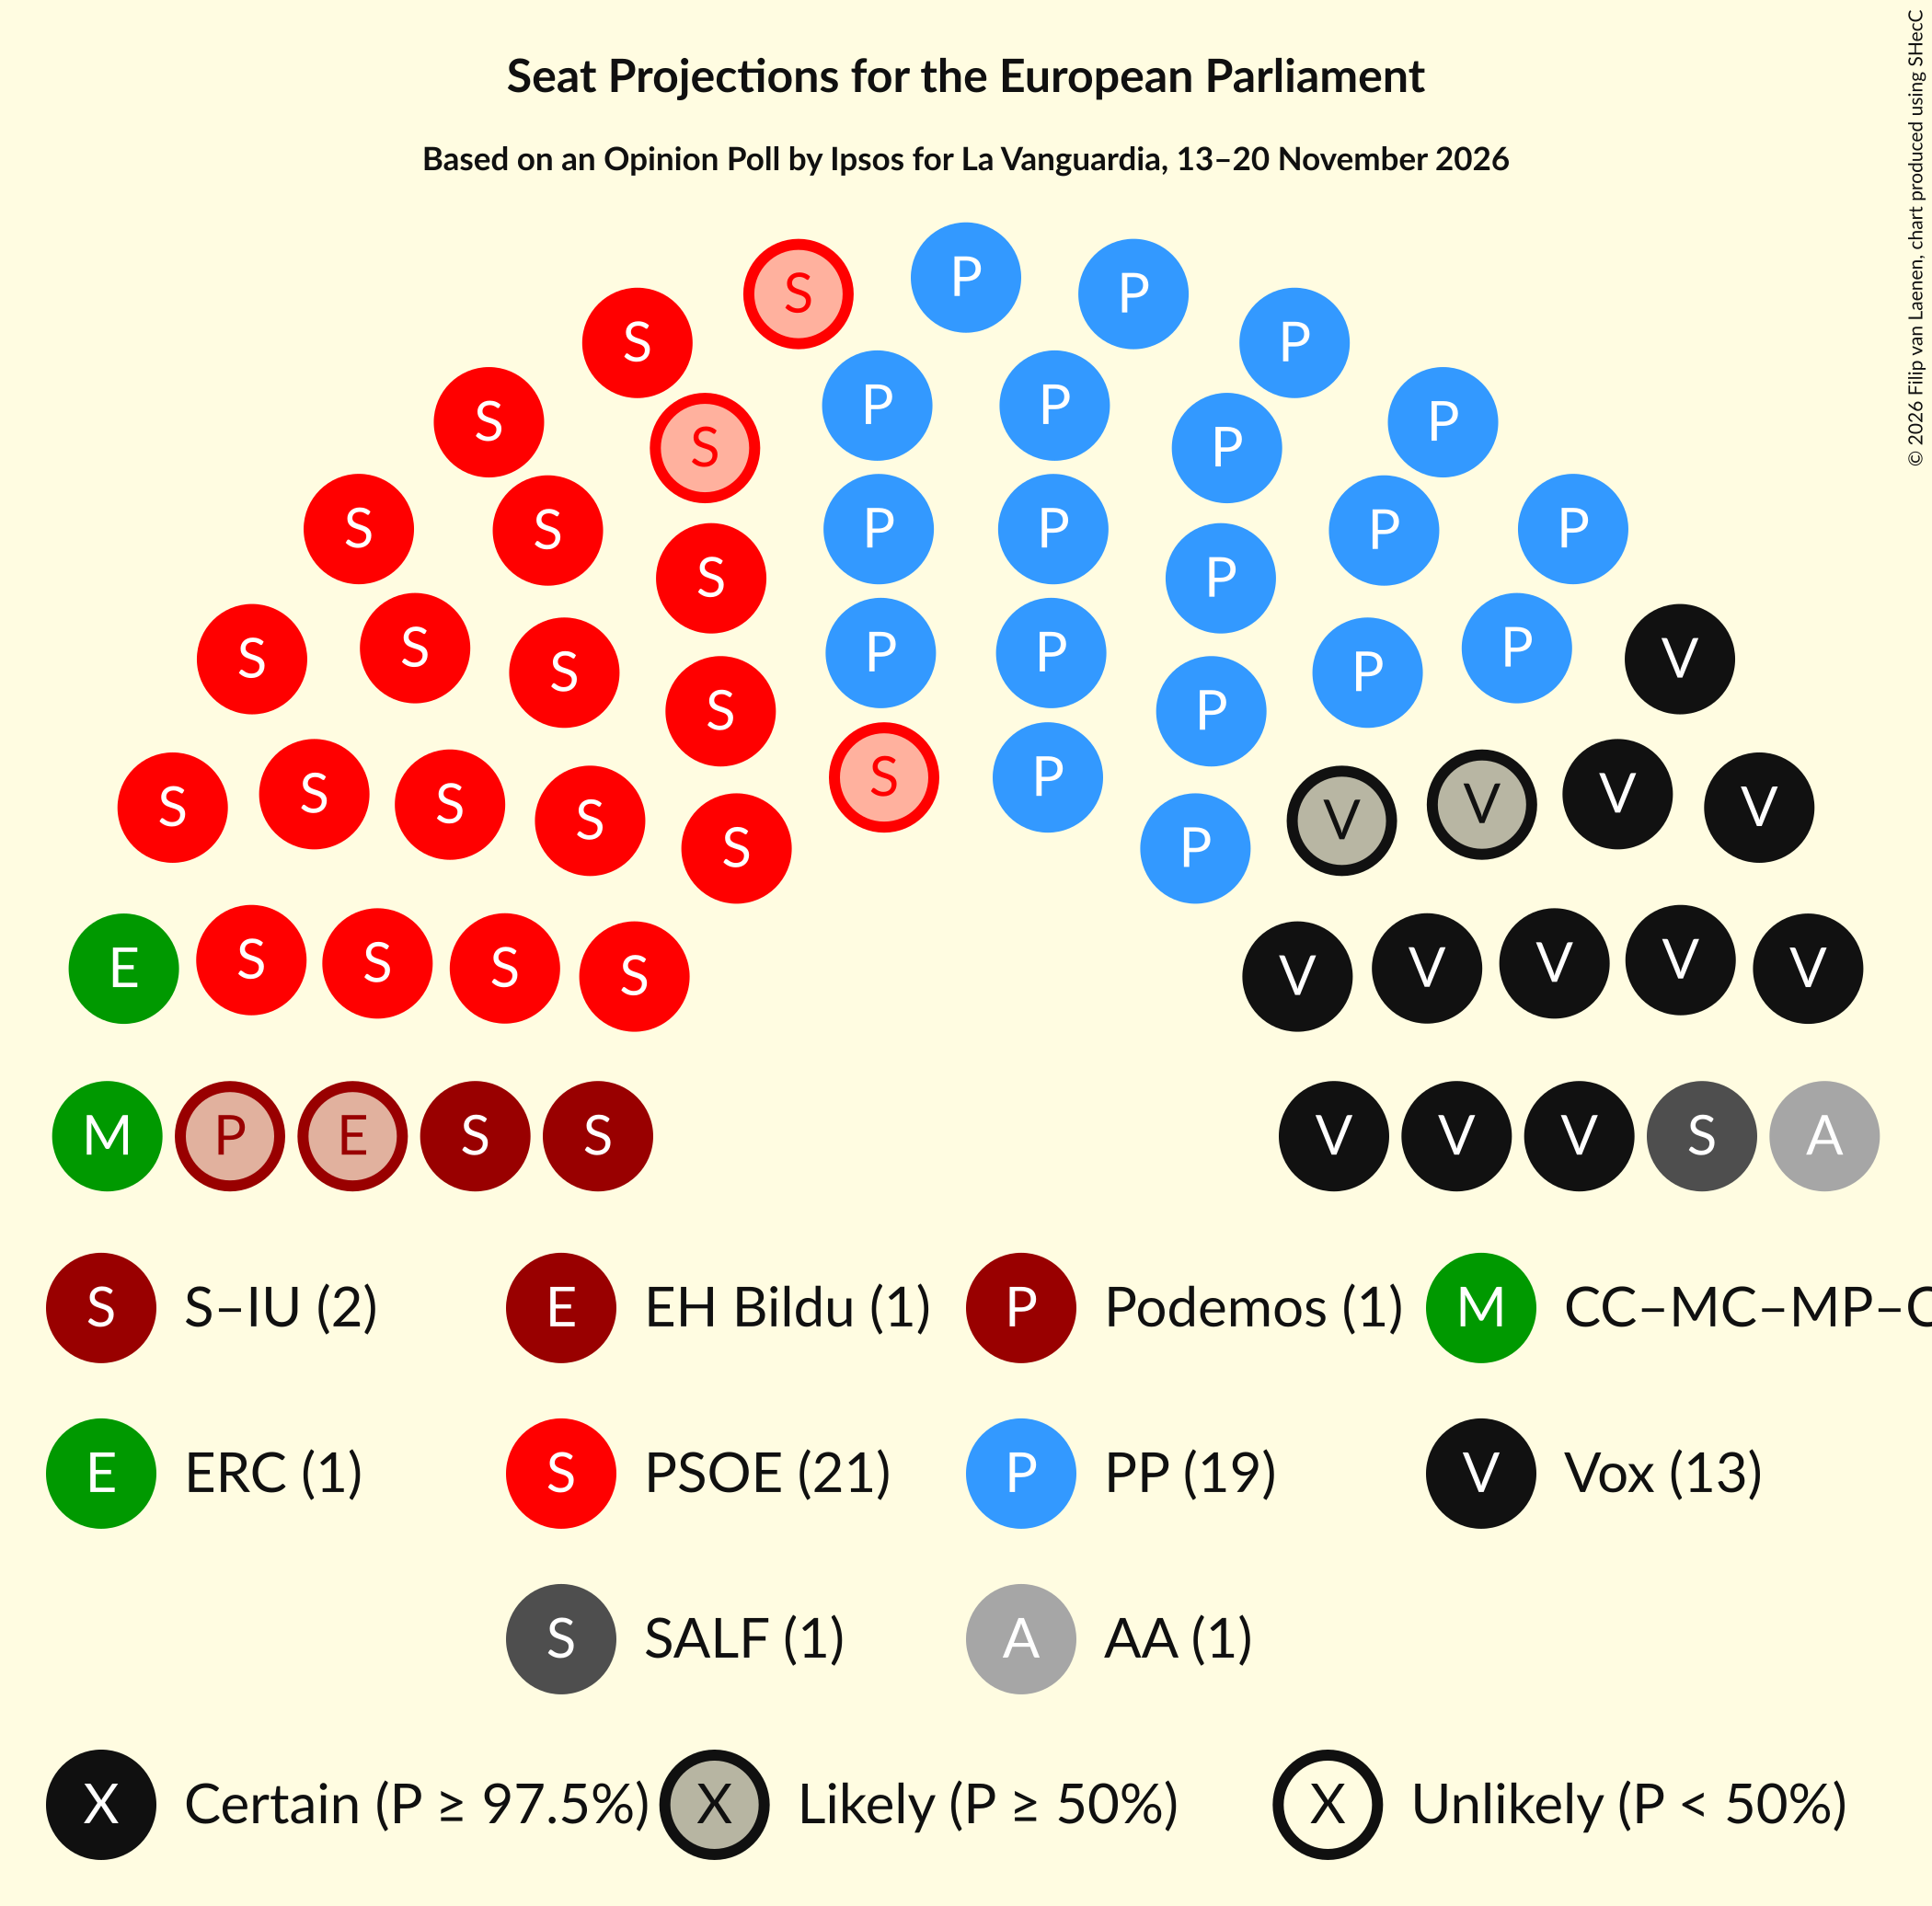 Seat Projections for the European Parliament
Based on an Opinion Poll by Ipsos for La Vanguardia, 13–20 November 2026
© 2026 Filip van Laenen, chart produced using SHecC
P
S P
S P
P P
S P
S P
S S P P P P
S P
S S S P P P P V
S P
S P
S S S S V V V V
S P
E S S S S V V V V V
M P E S S V V V S A
S S–IU (2) E EH Bildu (1) P Podemos (1) M CC–MC–MP–C
E ERC (1) S PSOE (21) P PP (19) V Vox (13)
S SALF (1) A AA (1)
X Certain (P ≥ 97.5%) X Likely (P ≥ 50%) X Unlikely (P < 50%)